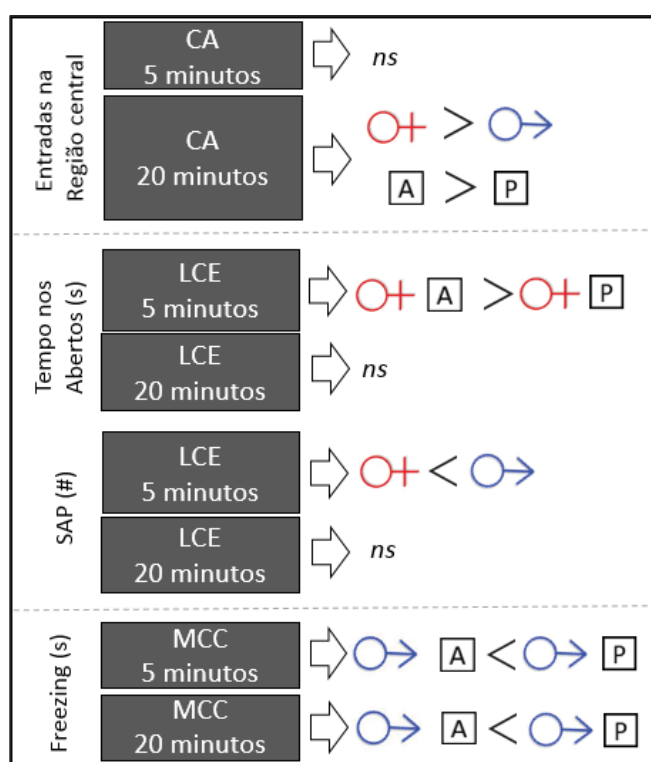 Entradas na
Região central
CA
5 minutos
ns
CA
20 minutos
>
A > P
Tempo nos
Abertos (s)
LCE
5 minutos
A > P
LCE
20 minutos
ns
SAP (#)
LCE
5 minutos
<
LCE
20 minutos
ns
Freezing (s)
MCC
5 minutos
A < P
MCC
20 minutos
A < P